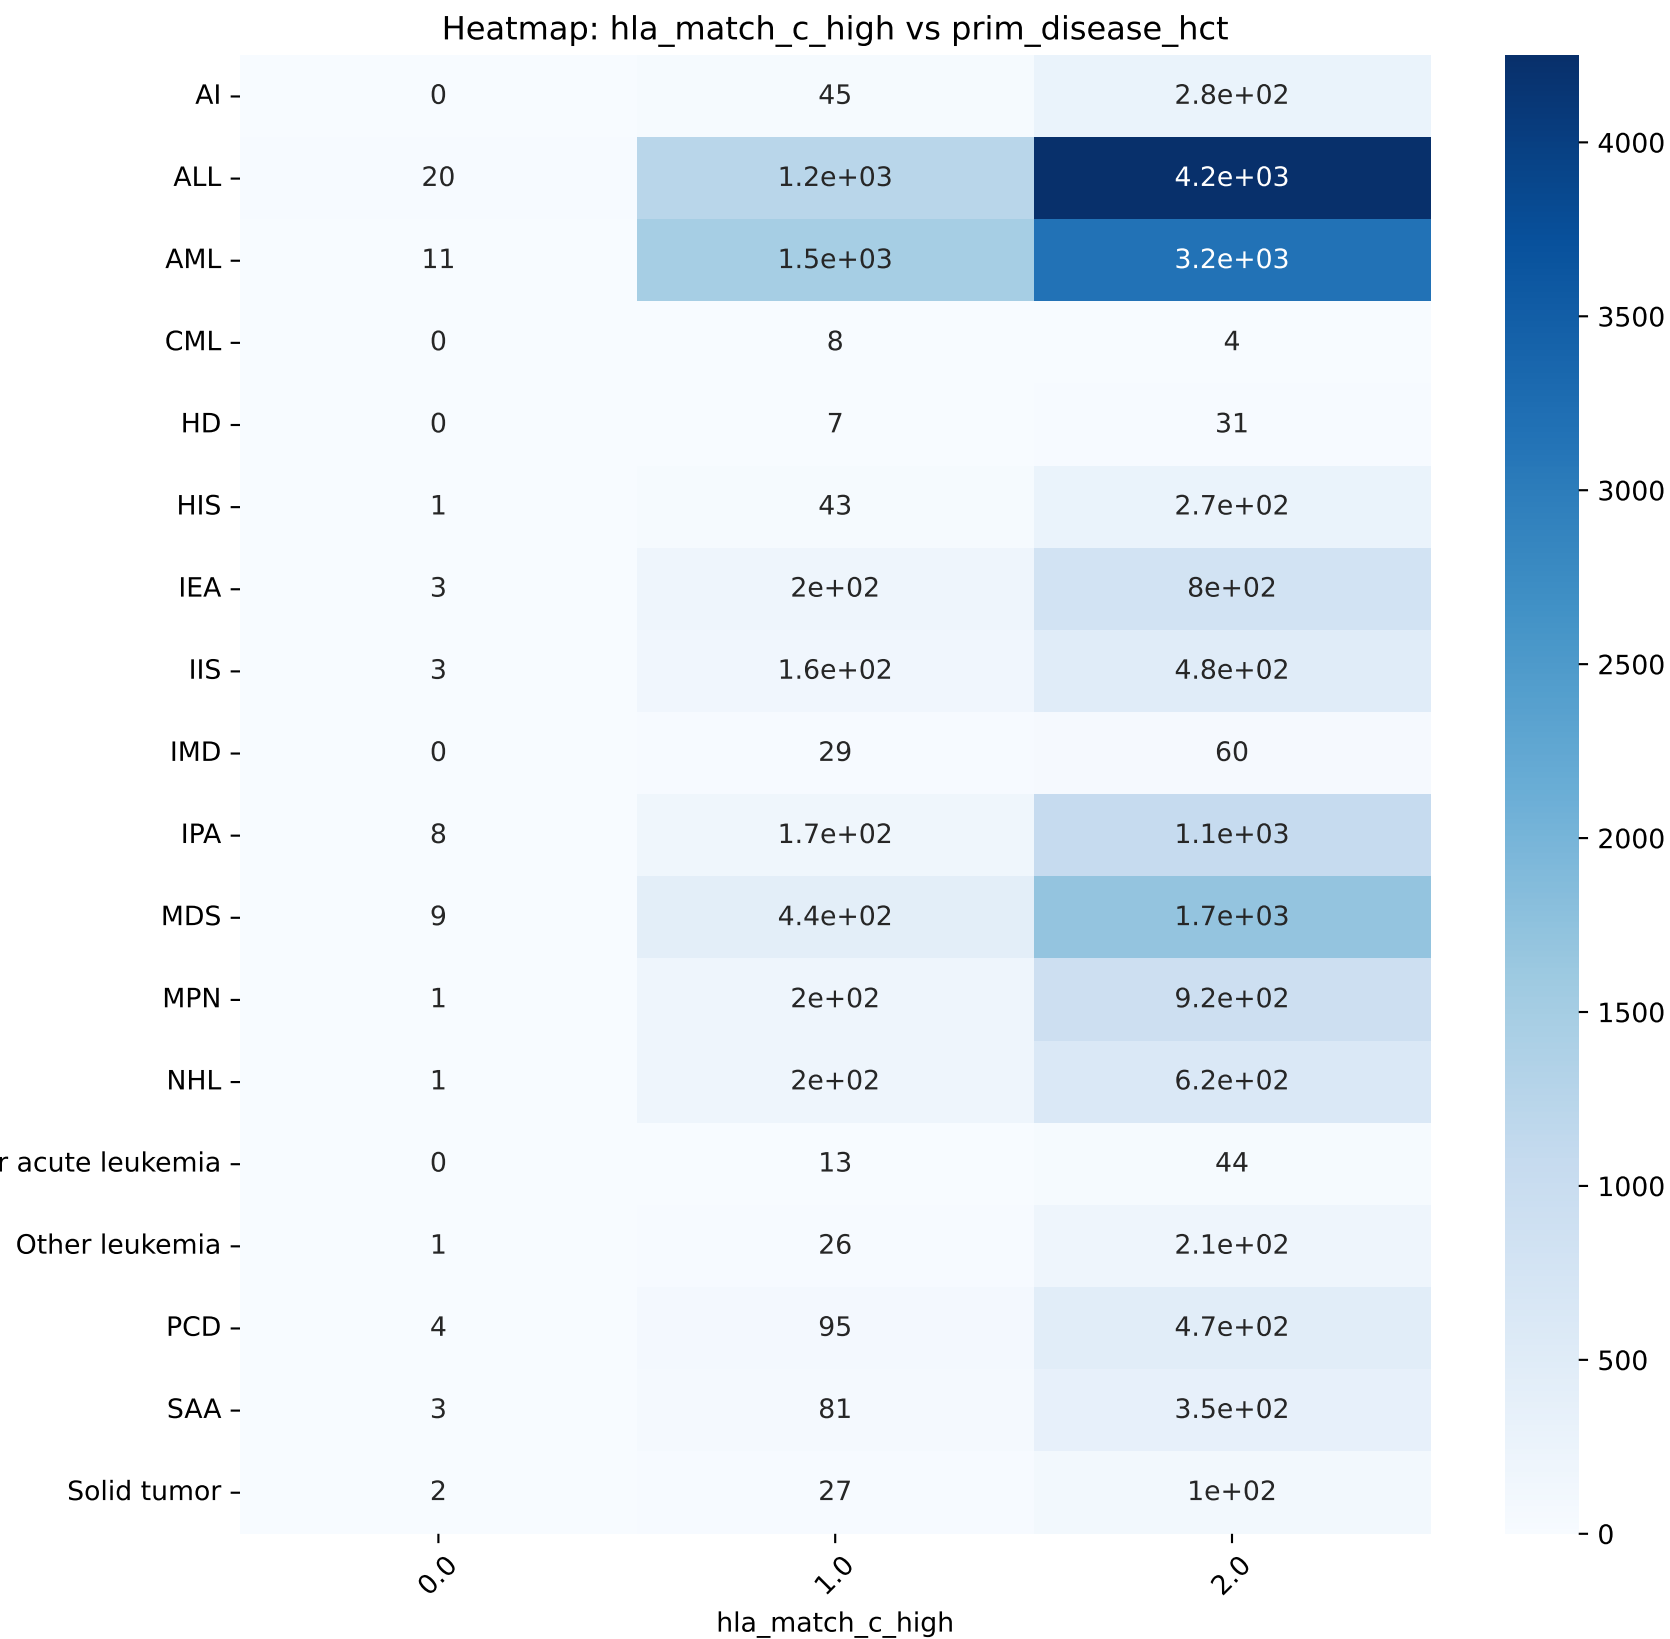 Heatmap: hla_match_c_high vs prim_disease_hct
AI 0 45 2.8e+02
ALL 20 1.2e+03 4.2e+03
AML 11 1.5e+03 3.2e+03
CML 0 8 4
HD 0 7 31
HIS 1 43 2.7e+02
IEA 3 2e+02 8e+02
IIS 3 1.6e+02 4.8e+02
IMD 0 29 60
IPA 8 1.7e+02 1.1e+03
MDS 9 4.4e+02 1.7e+03
MPN 1 2e+02 9.2e+02
NHL 1 2e+02 6.2e+02
r acute leukemia 0 13 44
Other leukemia 1 26 2.1e+02
PCD 4 95 4.7e+02
SAA 3 81 3.5e+02
Solid tumor 2 27 1e+02
0.0 1.0 2.0
hla_match_c_high
4000
3500
3000
2500
2000
1500
1000
500
0